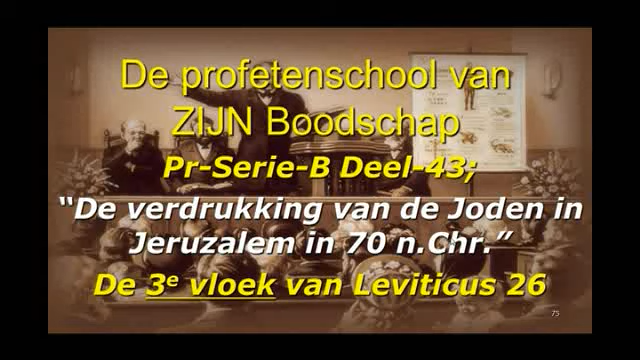 De profetenschool van
ZIJN Boodschap
Pr-Serie-B Deel-43;
“De verdrukking van de Joden in
Jeruzalem in 70 n.Chr.”
De 3e vloek van Leviticus 26
75